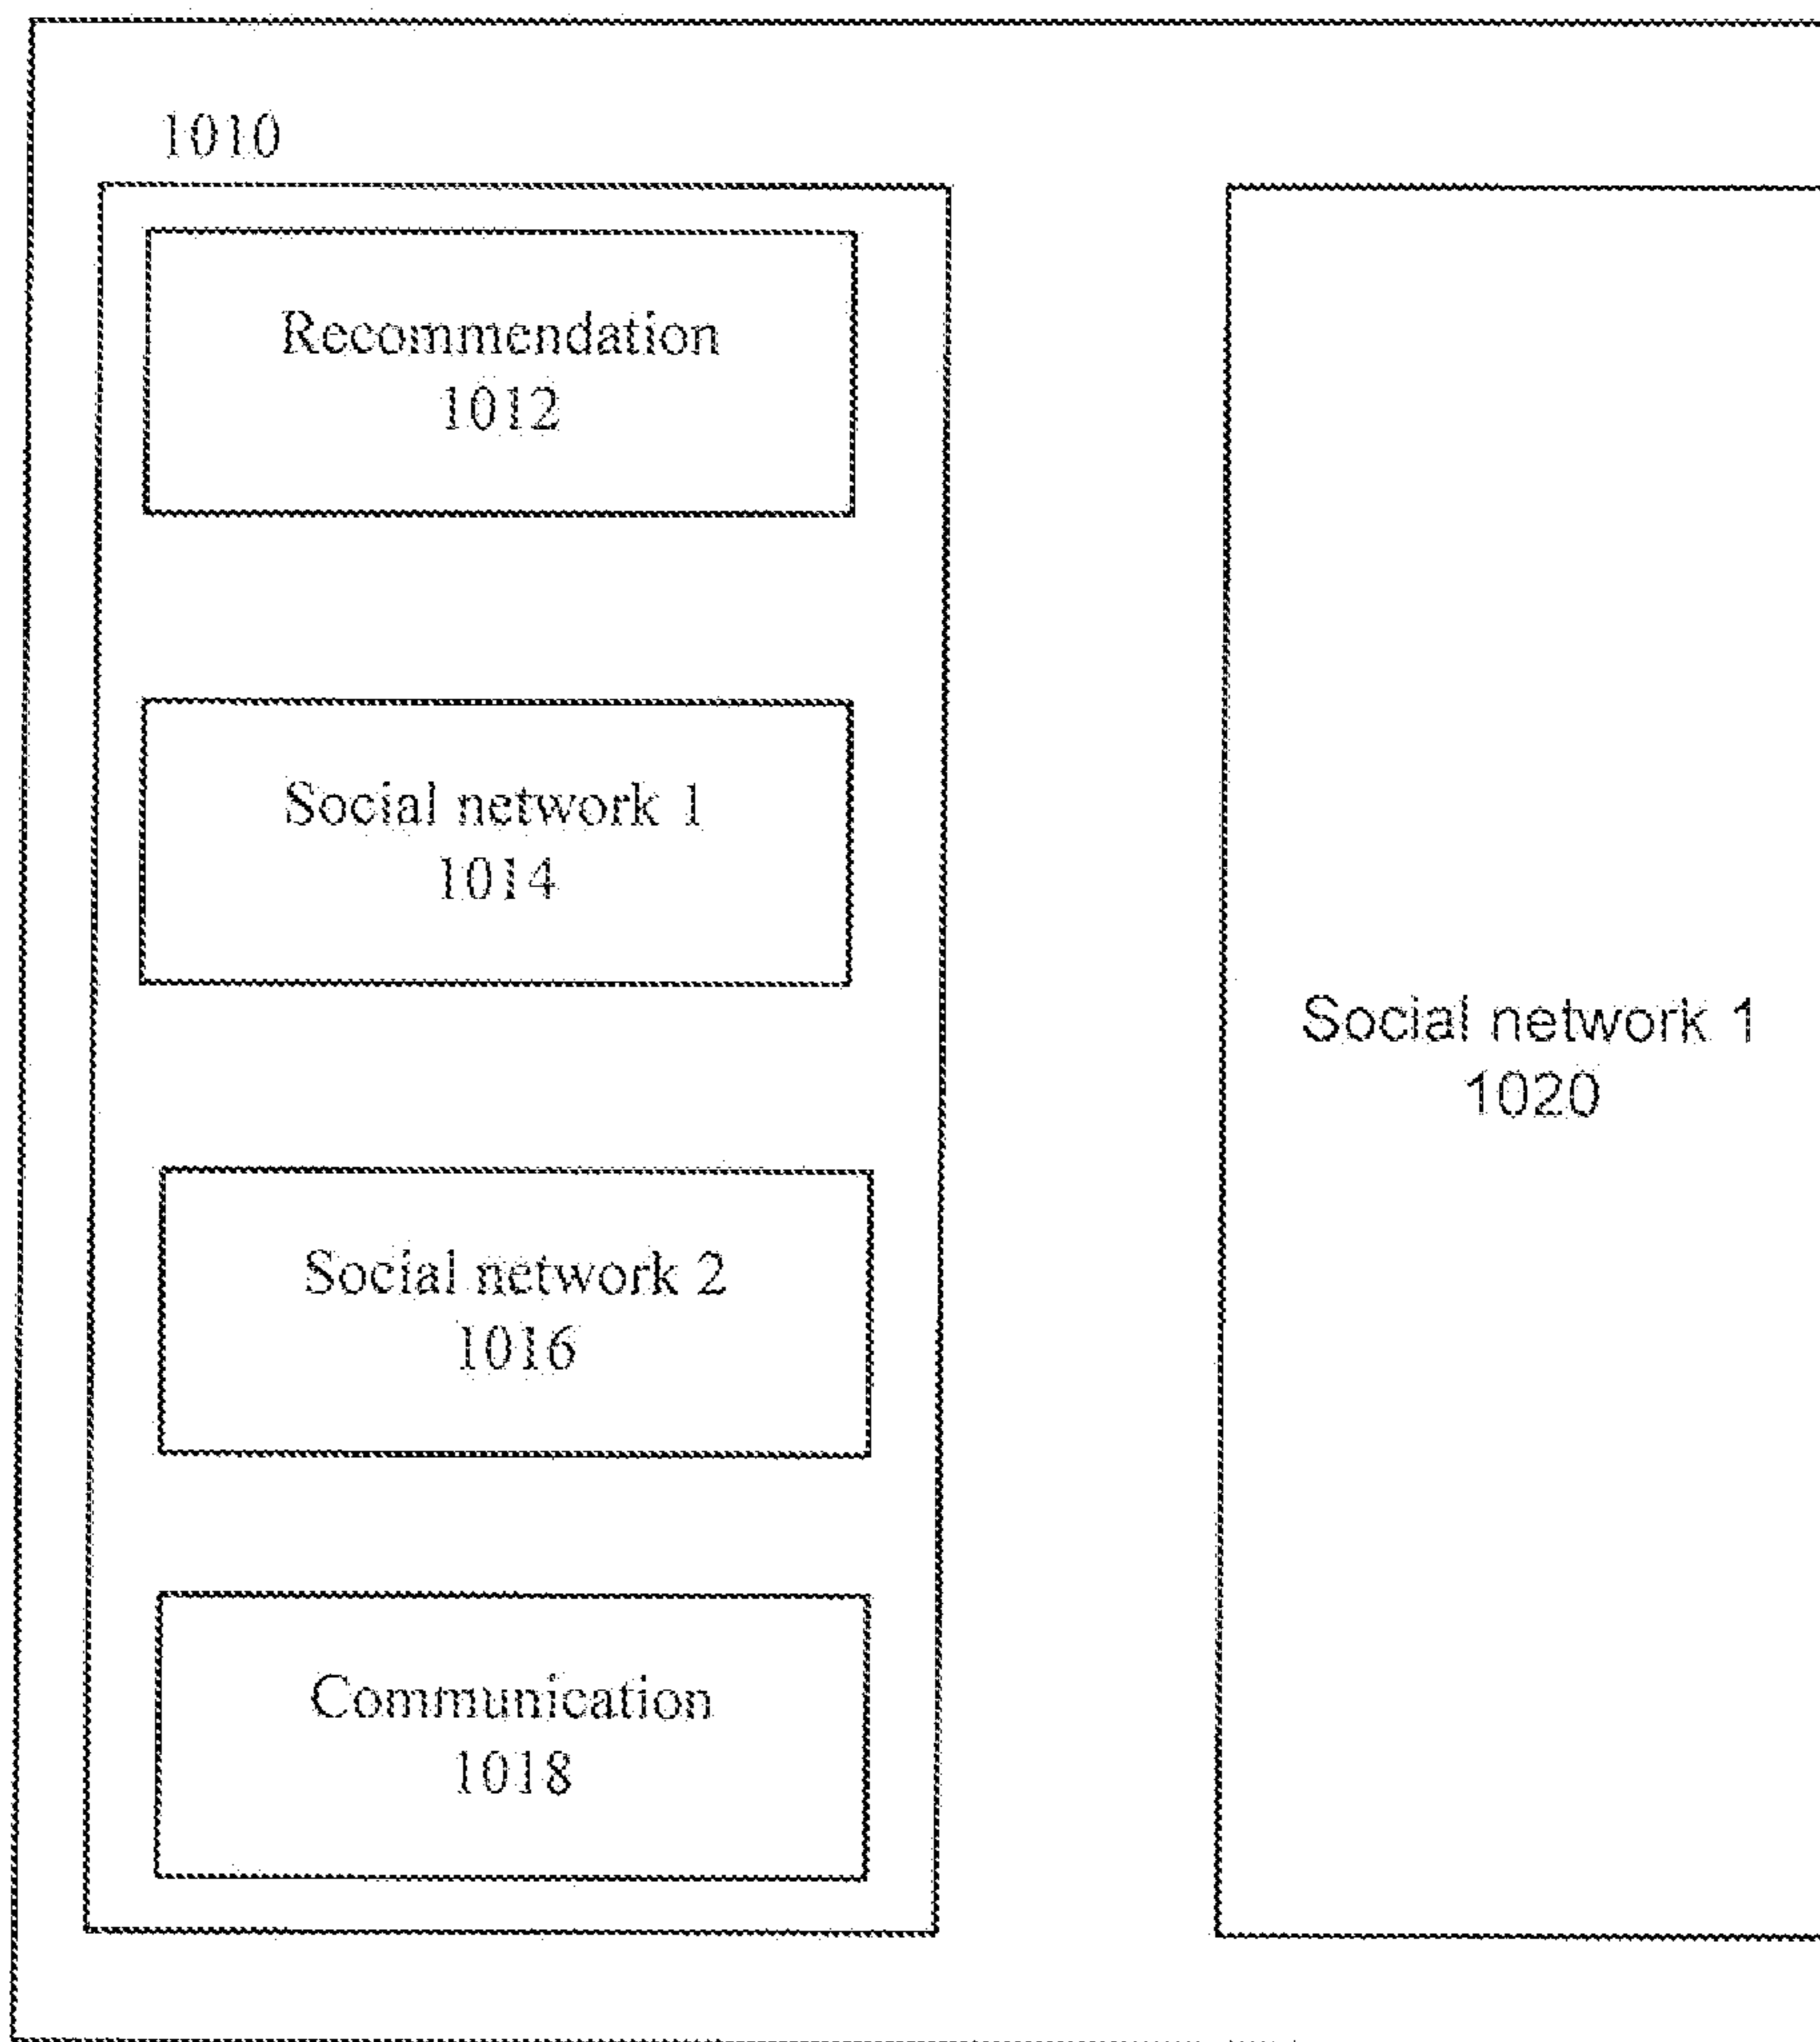 1010
Recommendation
1012
Social network 1
1014
Social network 2
1016
Communication
1018
Social network 1
1020